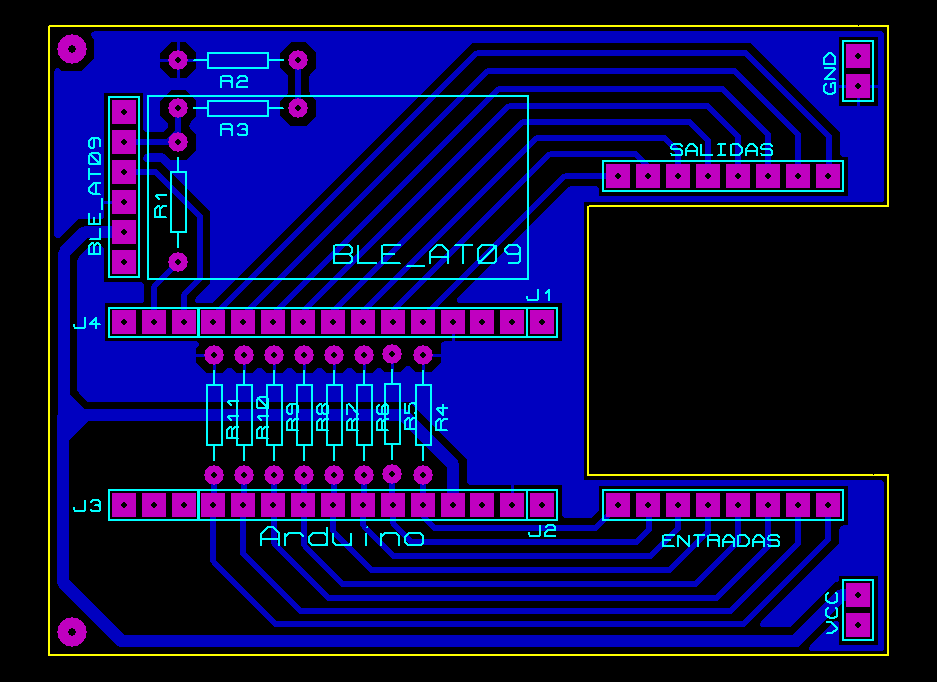 GND
R2
R3
SALIDAS
BLE_AT09
R1
BLE_AT09
J1
J4
R11
R10
R9
R8
R7
R6
R5
R4
J3
J2
Arduino
ENTRADAS
VCC